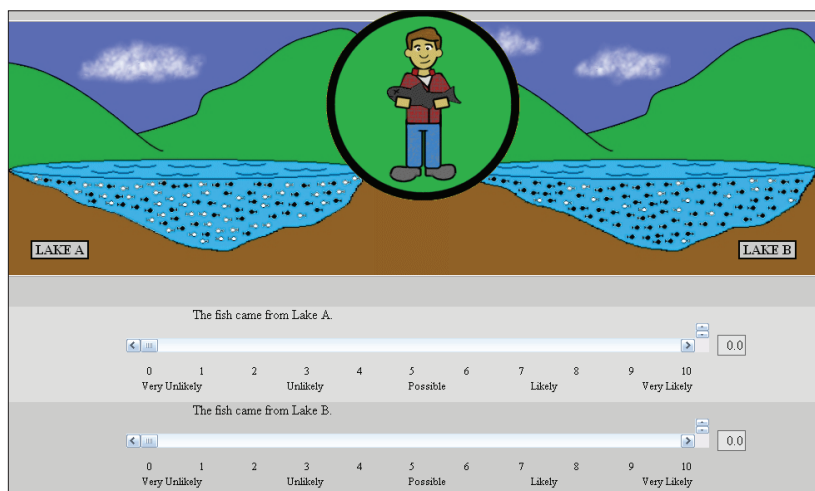 LAKE A
LAKE B
The fish came from Lake A.
0.0
0 1 2 3 4 5 6 7 8 9 10
Very Unlikely Unlikely Possible Likely Very Likely
The fish came from Lake B.
0.0
0 1 2 3 4 5 6 7 8 9 10
Very Unlikely Unlikely Possible Likely Very Likely